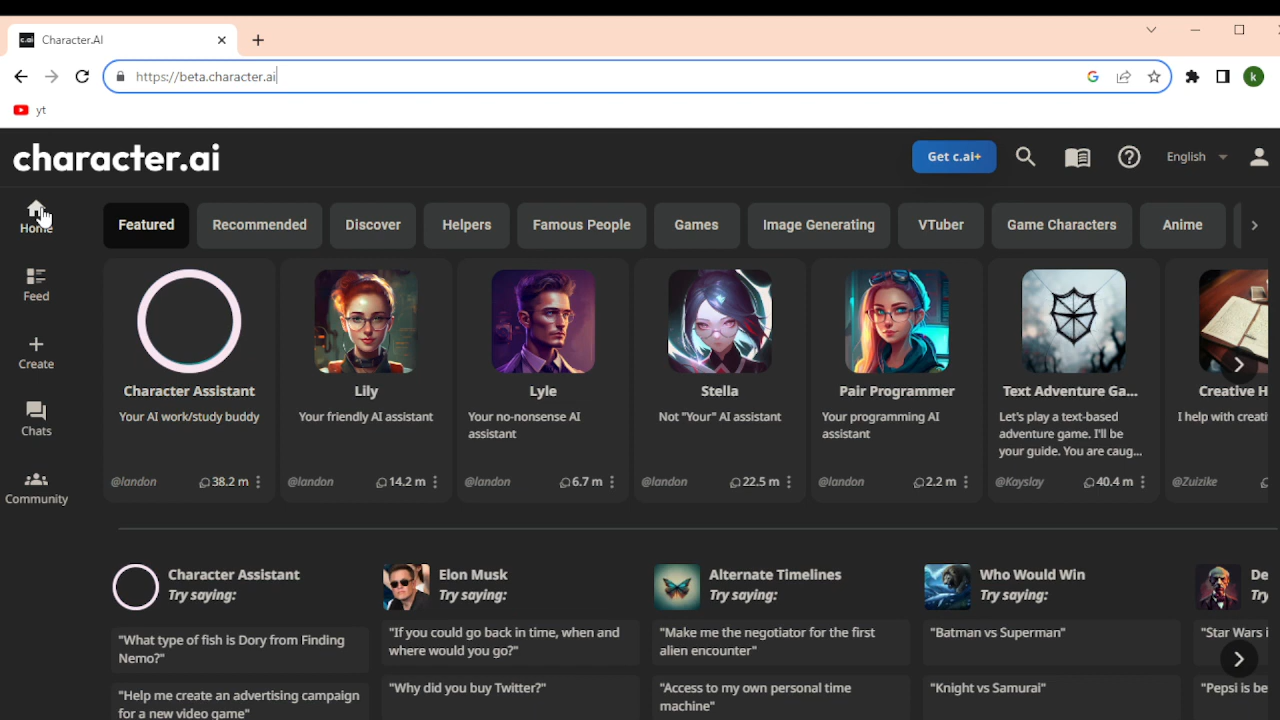 c.ai Character.AI
https://beta.character.ai
k
yt
character.ai
Get c.ai+
English
Home
Feed
Create
Chats
Community
Featured Recommended Discover Helpers Famous People Games Image Generating VTuber Game Characters Anime
Character Assistant
Your AI work/study buddy
@landon 38.2 m
Lily
Your friendly AI assistant
@landon 14.2 m
Lyle
Your no-nonsense AI
assistant
@landon 6.7 m
Stella
Not "Your" AI assistant
@landon 22.5 m
Pair Programmer
Your programming AI
assistant
@landon 2.2 m
Text Adventure Ga...
Let's play a text-based
adventure game. I'll be
your guide. You are caug...
@Kayslay 40.4 m
Creative H
I help with creati
@Zuizike
Character Assistant
Try saying:
"What type of fish is Dory from Finding
Nemo?"
"Help me create an advertising campaign
for a new video game"
Elon Musk
Try saying:
"If you could go back in time, when and
where would you go?"
"Why did you buy Twitter?"
Alternate Timelines
Try saying:
"Make me the negotiator for the first
alien encounter"
"Access to my own personal time
machine"
Who Would Win
Try saying:
"Batman vs Superman"
"Knight vs Samurai"
De
Try
"Star Wars i
"Pepsi is be